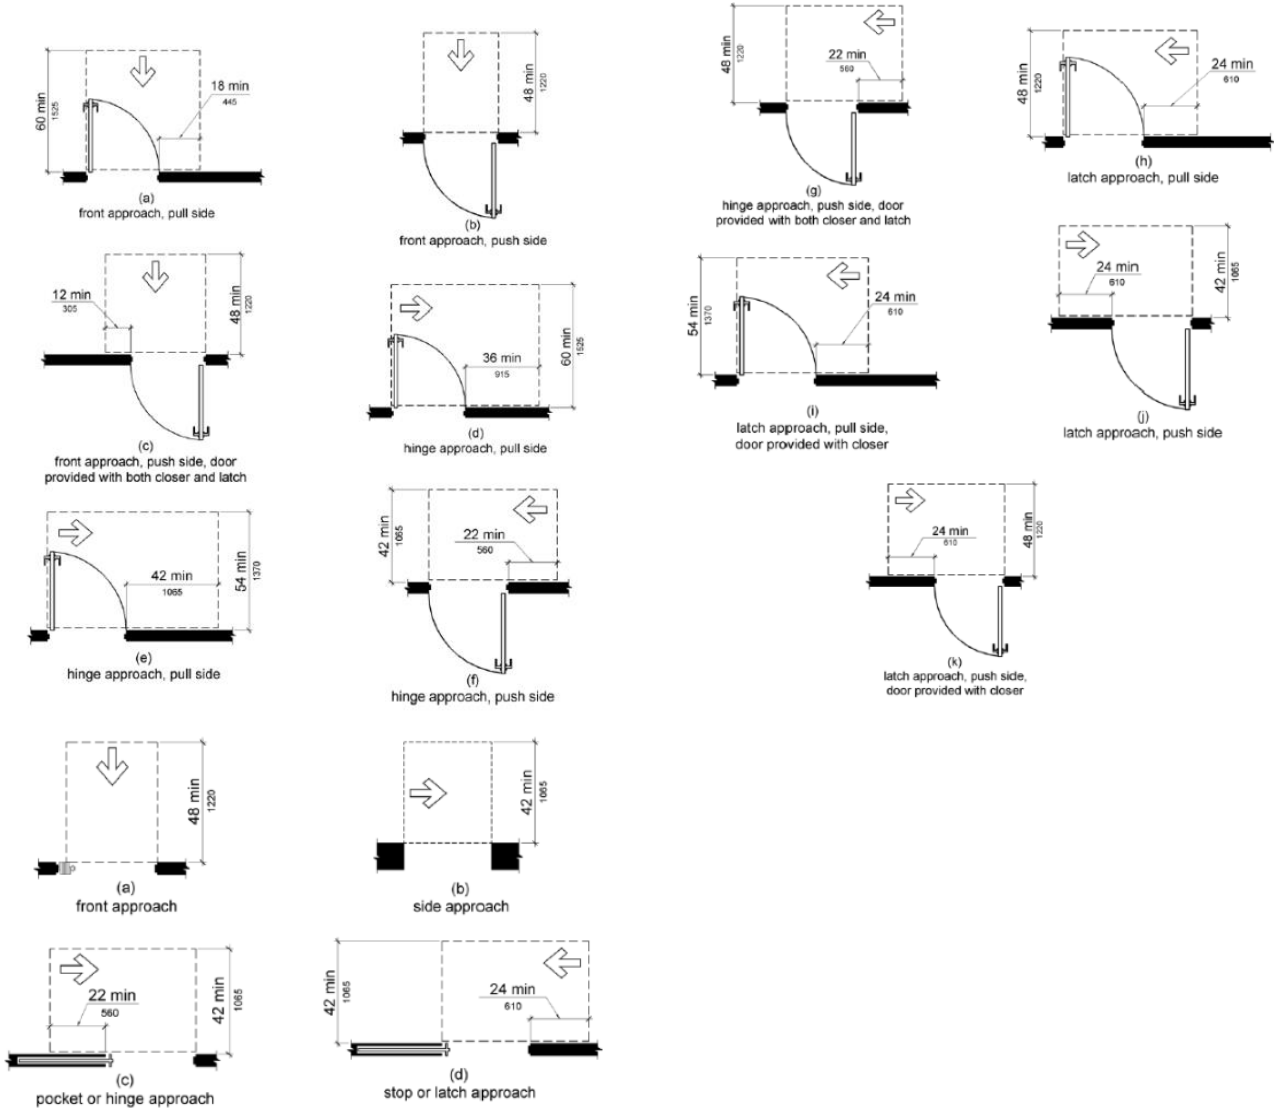 60 min
1525
18 min
445
(a)
front approach, pull side
48 min
1220
(b)
front approach, push side
12 min
305
48 min
1220
(c)
front approach, push side, door
provided with both closer and latch
36 min
915
60 min
1525
(d)
hinge approach, pull side
42 min
1065
54 min
1370
(e)
hinge approach, pull side
42 min
1065
22 min
560
(f)
hinge approach, push side
48 min
1220
22 min
560
(g)
hinge approach, push side, door
provided with both closer and latch
48 min
1220
24 min
610
(h)
latch approach, pull side
54 min
1370
24 min
610
(i)
latch approach, pull side,
door provided with closer
24 min
610
42 min
1065
(j)
latch approach, push side
24 min
610
48 min
1220
(k)
latch approach, push side,
door provided with closer
48 min
1220
(a)
front approach
42 min
1065
(b)
side approach
22 min
560
42 min
1065
(c)
pocket or hinge approach
42 min
1065
24 min
610
(d)
stop or latch approach